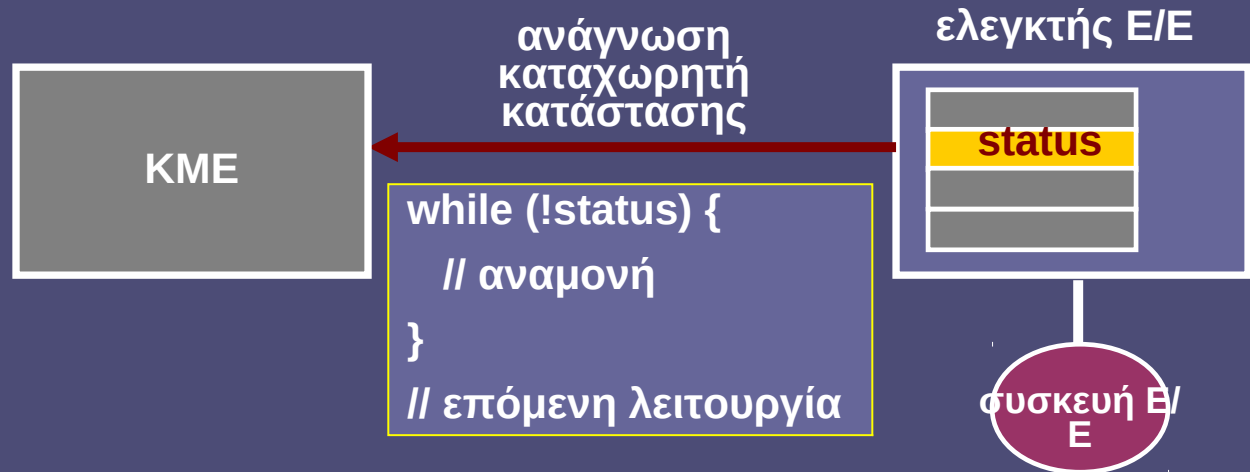 ανάγνωση
καταχωρητή
κατάστασης
ελεγκτής Ε/Ε
ΚΜΕ
status
while (!status) {
// αναμονή
}
// επόμενη λειτουργία
συσκευή Ε/
Ε